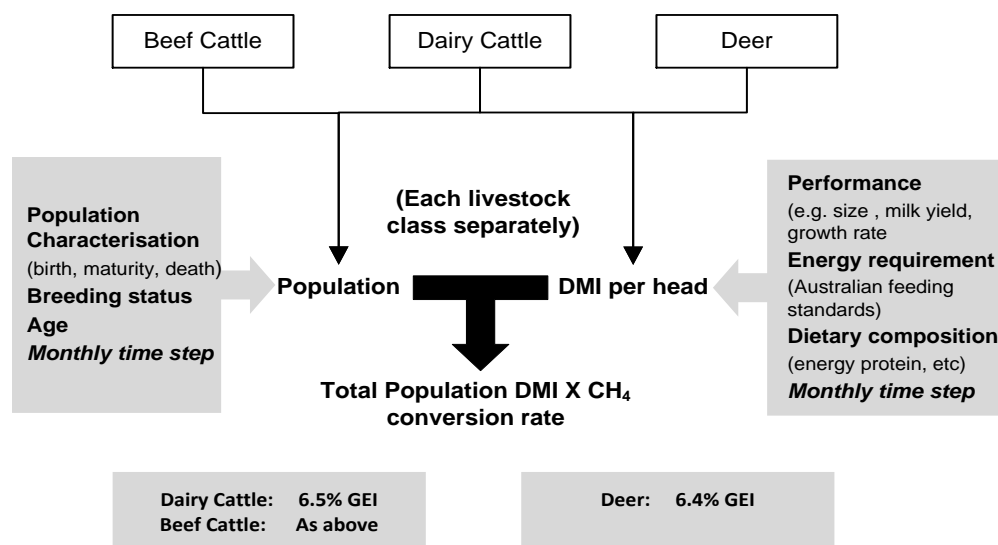 Beef Cattle
Dairy Cattle
Deer
(Each livestock
class separately)
Population
Characterisation
(birth, maturity, death)
Breeding status
Age
Monthly time step
Population
DMI per head
Performance
(e.g. size , milk yield,
growth rate
Energy requirement
(Australian feeding
standards)
Dietary composition
(energy protein, etc)
Monthly time step
Total Population DMI X CH₄
conversion rate
Dairy Cattle: 6.5% GEI
Beef Cattle: As above
Deer: 6.4% GEI